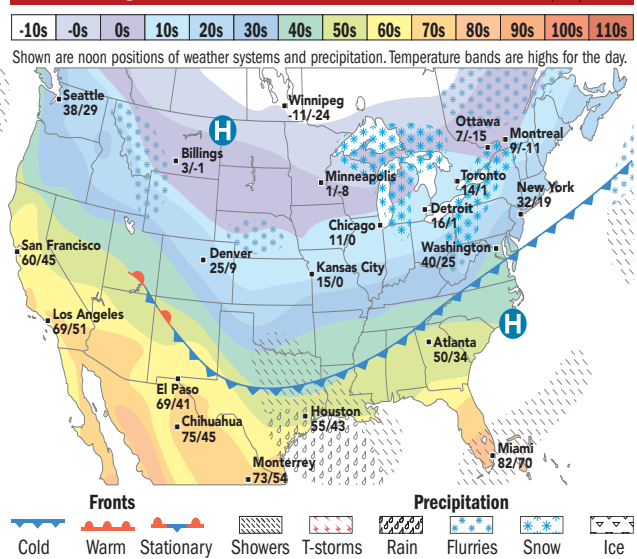 -10s -0s 0s 10s 20s 30s 40s 50s 60s 70s 80s 90s 100s 110s
Shown are noon positions of weather systems and precipitation. Temperature bands are highs for the day.
Seattle
38/29
Winnipeg
-11/-24
H
Billings
3/-1
Ottawa
7/-15
Montreal
9/-11
Minneapolis
1/-8
Toronto
14/1
New York
32/19
Detroit
16/1
Chicago
11/0
San Francisco
60/45
Denver
25/9
Washington
40/25
Kansas City
15/0
Los Angeles
69/51
H
Atlanta
50/34
El Paso
69/41
Chihuahua
75/45
Houston
55/43
Miami
82/70
Monterrey
73/54
Fronts
Precipitation
Cold Warm Stationary Showers T-storms Rain Flurries Snow Ice